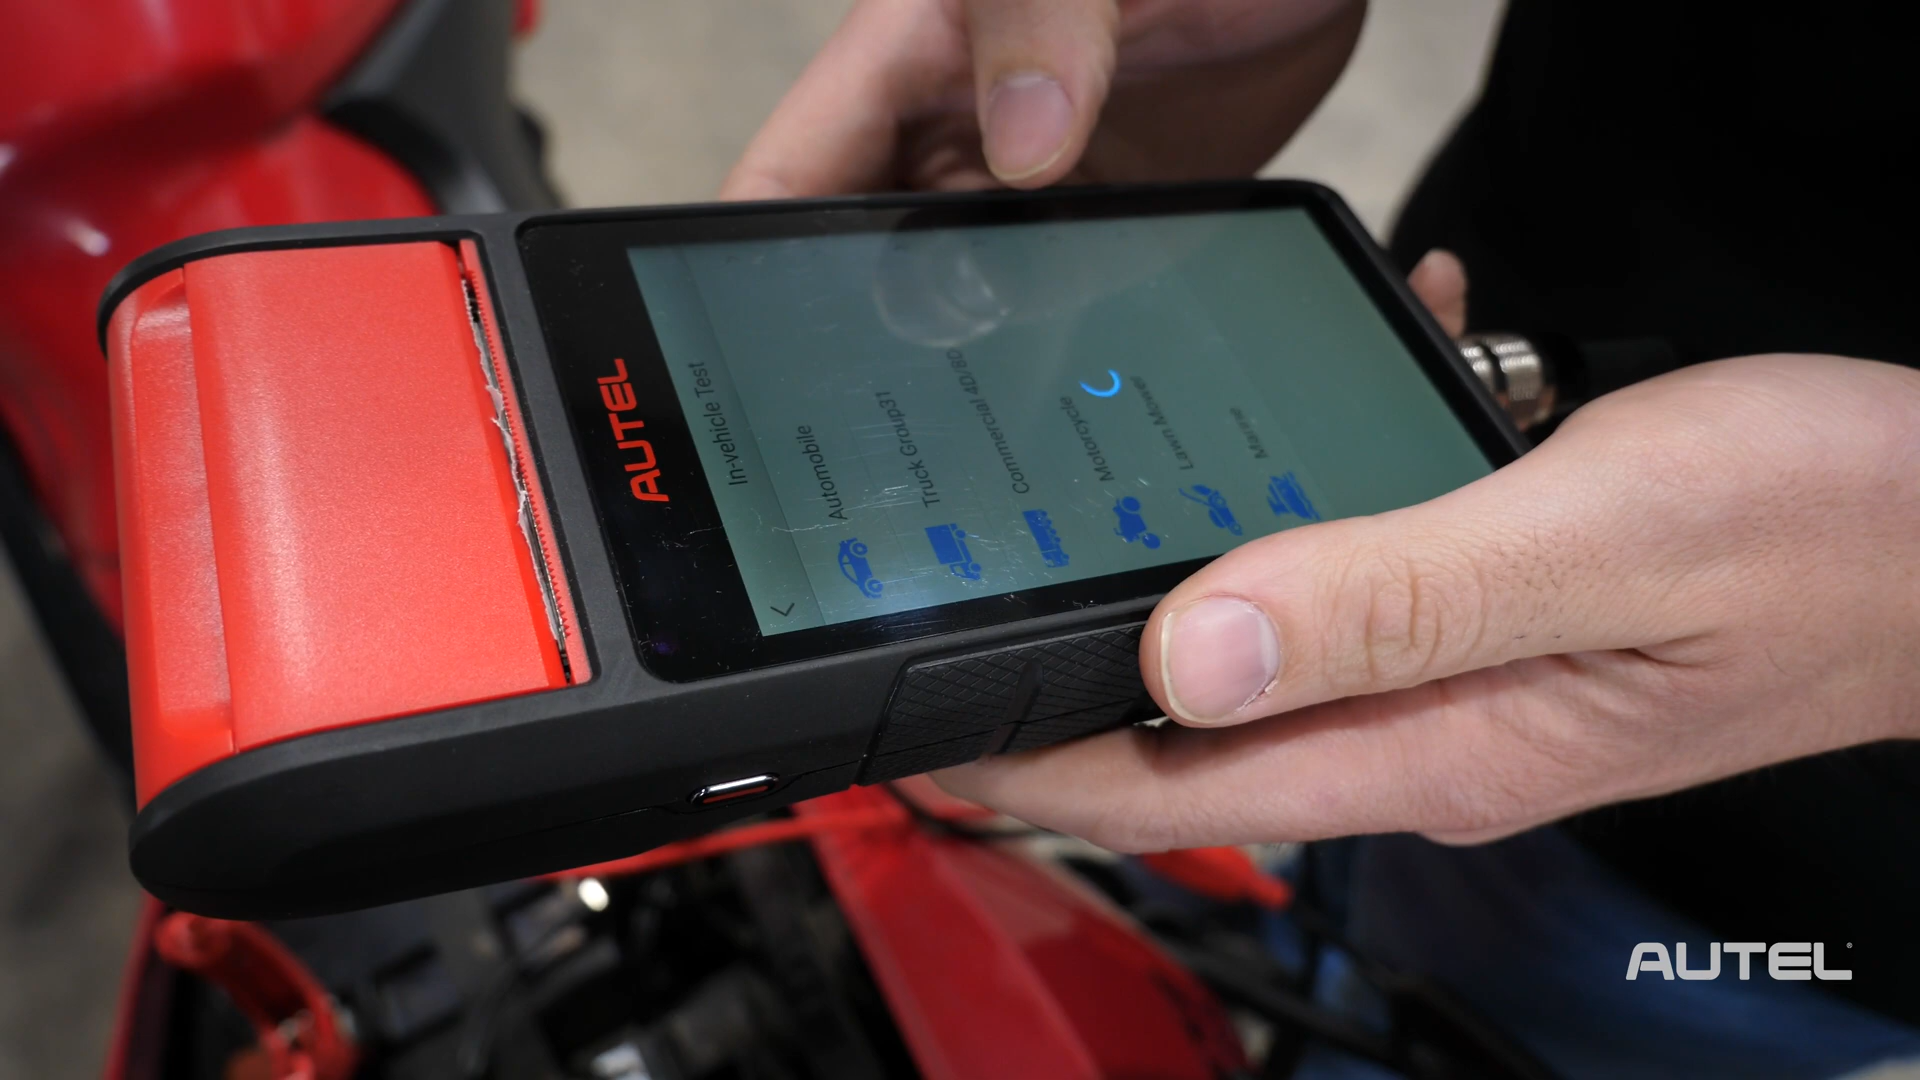 AUTEL
<
In-vehicle Test
Automobile
Truck Group31
Commercial 4D/8D
Motorcycle
Lawn Mower
Marine
AUTEL®